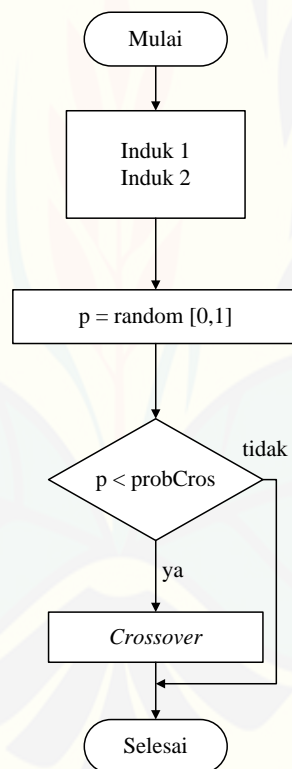 Mulai
Induk 1
Induk 2
p = random [0,1]
p < probCros
tidak
ya
Crossover
Selesai